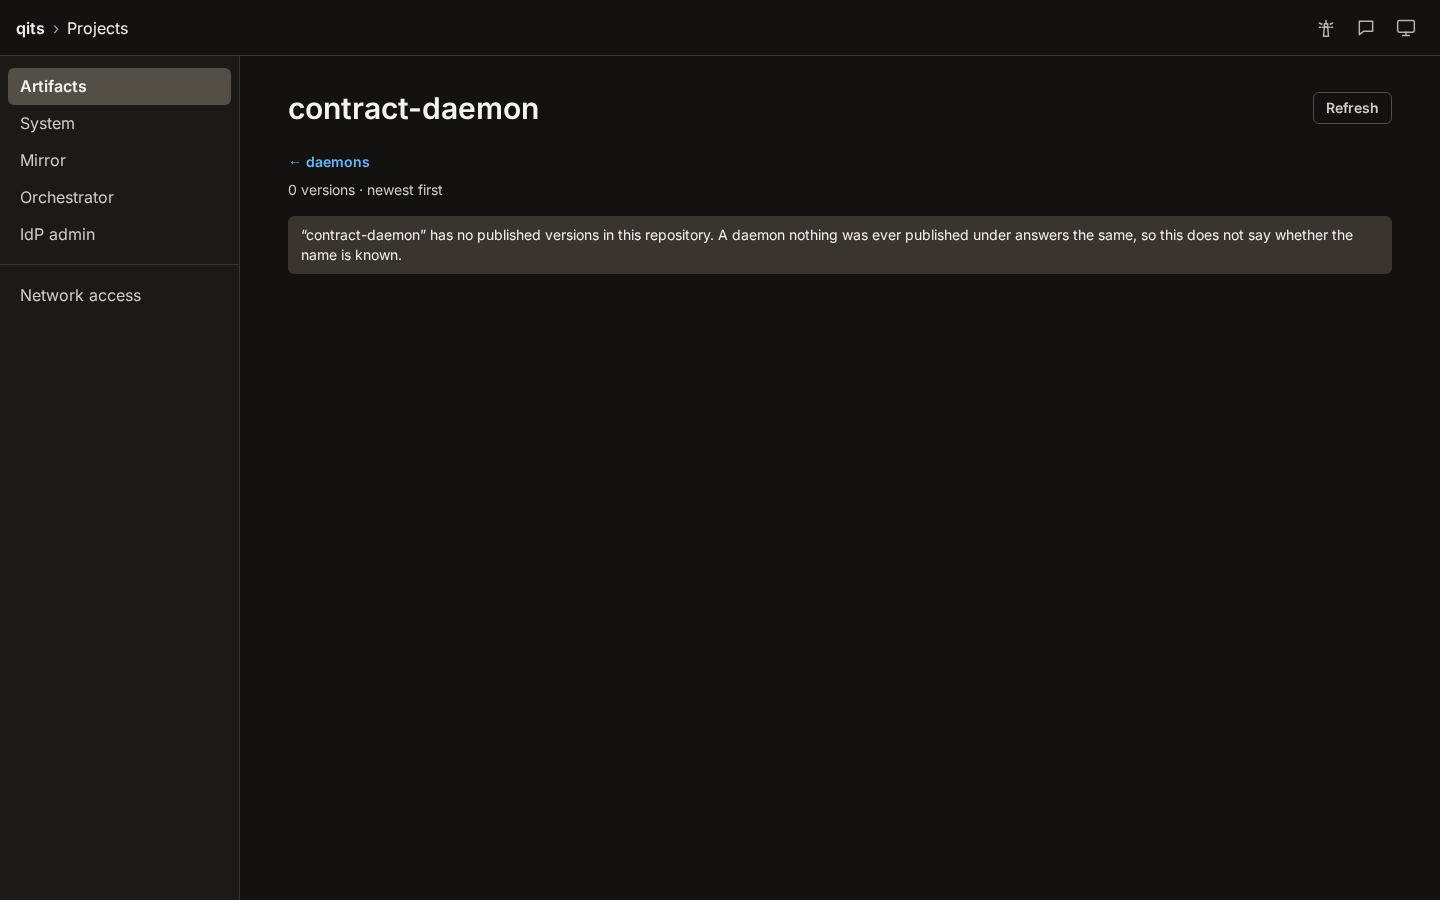 qits › Projects
Artifacts
System
Mirror
Orchestrator
IdP admin
Network access
contract-daemon
Refresh
← daemons
0 versions · newest first
“contract-daemon” has no published versions in this repository. A daemon nothing was ever published under answers the same, so this does not say whether the
name is known.